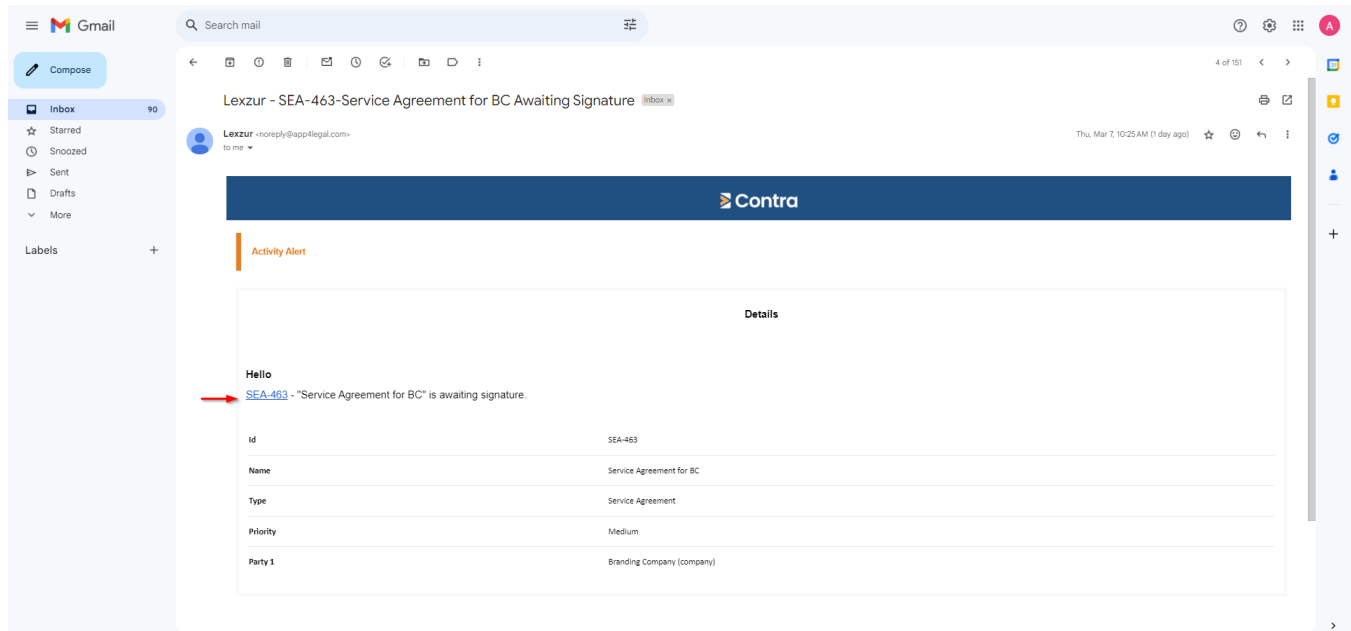 Gmail
Search mail
A
Compose
4 of 151
Inbox 90
Starred
Snoozed
Sent
Drafts
More
Labels
Lexzur - SEA-463-Service Agreement for BC Awaiting Signature Inbox x
Lexzur <noreply@app4legal.com>
to me
Thu, Mar 7, 10:25 AM (1 day ago)
Contra
Activity Alert
Details
Hello
SEA-463 - "Service Agreement for BC" is awaiting signature.
Id SEA-463
Name Service Agreement for BC
Type Service Agreement
Priority Medium
Party 1 Branding Company (company)